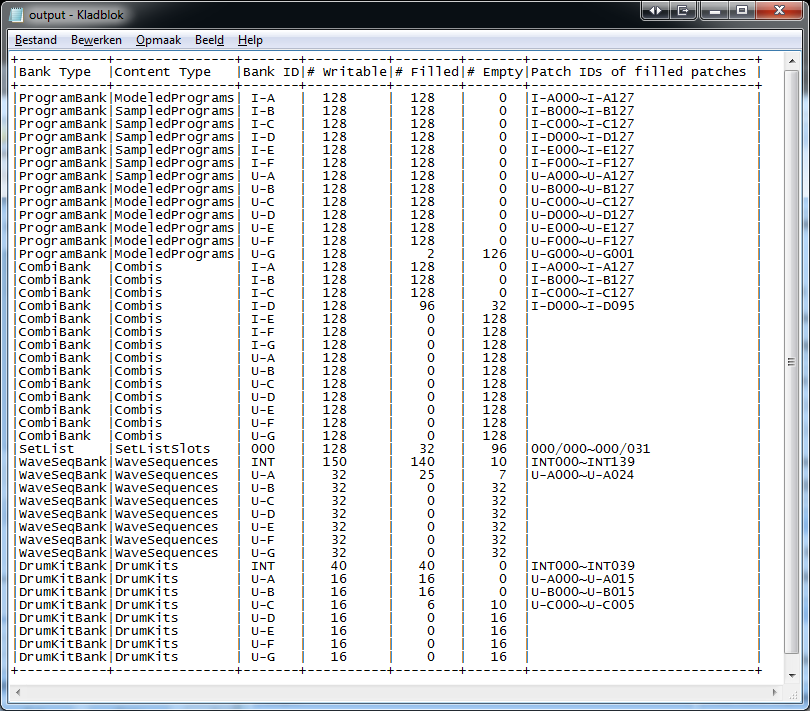 output - Kladblok
Bestand Bewerken Opmaak Beeld Help
+-----------+---------------+-------+----------+--------+-------+----------------------------+
|Bank Type  |Content Type   |Bank ID|# Writable|# Filled|# Empty|Patch IDs of filled patches |
+-----------+---------------+-------+----------+--------+-------+----------------------------+
|ProgramBank|ModeledPrograms| I-A   |  128     |  128   |    0  |I-A000~I-A127               |
|ProgramBank|SampledPrograms| I-B   |  128     |  128   |    0  |I-B000~I-B127               |
|ProgramBank|SampledPrograms| I-C   |  128     |  128   |    0  |I-C000~I-C127               |
|ProgramBank|SampledPrograms| I-D   |  128     |  128   |    0  |I-D000~I-D127               |
|ProgramBank|SampledPrograms| I-E   |  128     |  128   |    0  |I-E000~I-E127               |
|ProgramBank|SampledPrograms| I-F   |  128     |  128   |    0  |I-F000~I-F127               |
|ProgramBank|SampledPrograms| U-A   |  128     |  128   |    0  |U-A000~U-A127               |
|ProgramBank|ModeledPrograms| U-B   |  128     |  128   |    0  |U-B000~U-B127               |
|ProgramBank|ModeledPrograms| U-C   |  128     |  128   |    0  |U-C000~U-C127               |
|ProgramBank|ModeledPrograms| U-D   |  128     |  128   |    0  |U-D000~U-D127               |
|ProgramBank|ModeledPrograms| U-E   |  128     |  128   |    0  |U-E000~U-E127               |
|ProgramBank|ModeledPrograms| U-F   |  128     |  128   |    0  |U-F000~U-F127               |
|ProgramBank|ModeledPrograms| U-G   |  128     |    2   |  126  |U-G000~U-G001               |
|CombiBank  |Combis         | I-A   |  128     |  128   |    0  |I-A000~I-A127               |
|CombiBank  |Combis         | I-B   |  128     |  128   |    0  |I-B000~I-B127               |
|CombiBank  |Combis         | I-C   |  128     |  128   |    0  |I-C000~I-C127               |
|CombiBank  |Combis         | I-D   |  128     |   96   |   32  |I-D000~I-D095               |
|CombiBank  |Combis         | I-E   |  128     |    0   |  128  |                            |
|CombiBank  |Combis         | I-F   |  128     |    0   |  128  |                            |
|CombiBank  |Combis         | I-G   |  128     |    0   |  128  |                            |
|CombiBank  |Combis         | U-A   |  128     |    0   |  128  |                            |
|CombiBank  |Combis         | U-B   |  128     |    0   |  128  |                            |
|CombiBank  |Combis         | U-C   |  128     |    0   |  128  |                            |
|CombiBank  |Combis         | U-D   |  128     |    0   |  128  |                            |
|CombiBank  |Combis         | U-E   |  128     |    0   |  128  |                            |
|CombiBank  |Combis         | U-F   |  128     |    0   |  128  |                            |
|CombiBank  |Combis         | U-G   |  128     |    0   |  128  |                            |
|SetList    |SetListSlots   | 000   |  128     |   32   |   96  |000/000~000/031             |
|WaveSeqBank|WaveSequences  | INT   |  150     |  140   |   10  |INT000~INT139               |
|WaveSeqBank|WaveSequences  | U-A   |   32     |   25   |    7  |U-A000~U-A024               |
|WaveSeqBank|WaveSequences  | U-B   |   32     |    0   |   32  |                            |
|WaveSeqBank|WaveSequences  | U-C   |   32     |    0   |   32  |                            |
|WaveSeqBank|WaveSequences  | U-D   |   32     |    0   |   32  |                            |
|WaveSeqBank|WaveSequences  | U-E   |   32     |    0   |   32  |                            |
|WaveSeqBank|WaveSequences  | U-F   |   32     |    0   |   32  |                            |
|WaveSeqBank|WaveSequences  | U-G   |   32     |    0   |   32  |                            |
|DrumKitBank|DrumKits       | INT   |   40     |   40   |    0  |INT000~INT039               |
|DrumKitBank|DrumKits       | U-A   |   16     |   16   |    0  |U-A000~U-A015               |
|DrumKitBank|DrumKits       | U-B   |   16     |   16   |    0  |U-B000~U-B015               |
|DrumKitBank|DrumKits       | U-C   |   16     |    6   |   10  |U-C000~U-C005               |
|DrumKitBank|DrumKits       | U-D   |   16     |    0   |   16  |                            |
|DrumKitBank|DrumKits       | U-E   |   16     |    0   |   16  |                            |
|DrumKitBank|DrumKits       | U-F   |   16     |    0   |   16  |                            |
|DrumKitBank|DrumKits       | U-G   |   16     |    0   |   16  |                            |
+-----------+---------------+-------+----------+--------+-------+----------------------------+